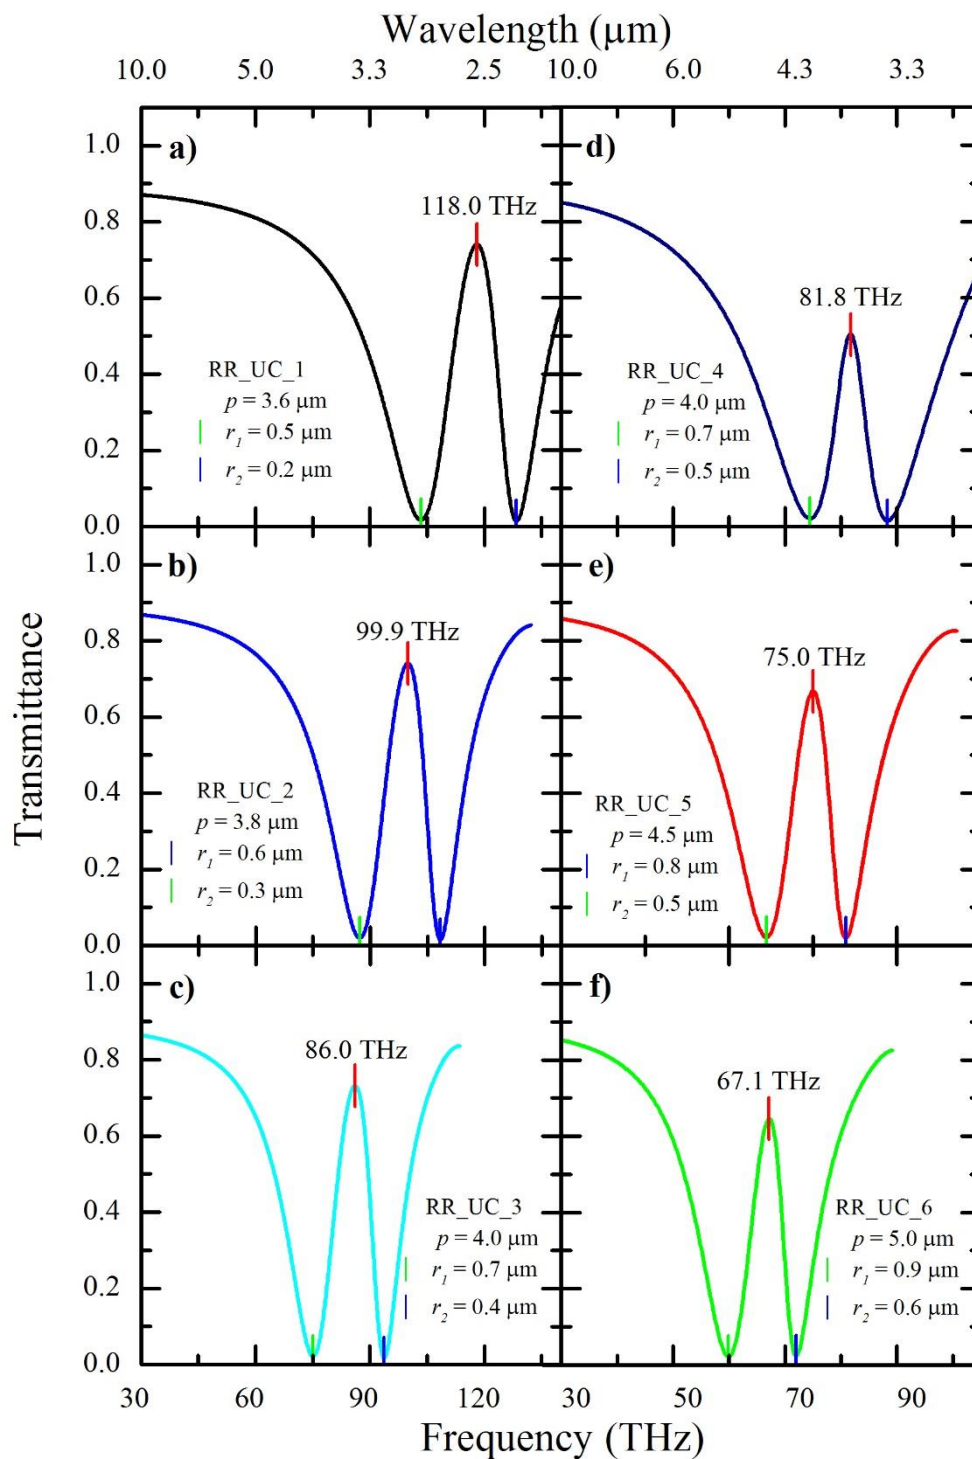 Wavelength (µm)
10.0 5.0 3.3 2.5 10.0 6.0 4.3 3.3
Transmittance
1.0
0.8
0.6
0.4
0.2
0.0
a)
118.0 THz
RR_UC_1
p = 3.6 µm
r1 = 0.5 µm
r2 = 0.2 µm
d)
81.8 THz
RR_UC_4
p = 4.0 µm
r1 = 0.7 µm
r2 = 0.5 µm
1.0
0.8
0.6
0.4
0.2
0.0
b)
99.9 THz
RR_UC_2
p = 3.8 µm
r1 = 0.6 µm
r2 = 0.3 µm
e)
75.0 THz
RR_UC_5
p = 4.5 µm
r1 = 0.8 µm
r2 = 0.5 µm
1.0
0.8
0.6
0.4
0.2
0.0
c)
86.0 THz
RR_UC_3
p = 4.0 µm
r1 = 0.7 µm
r2 = 0.4 µm
f)
67.1 THz
RR_UC_6
p = 5.0 µm
r1 = 0.9 µm
r2 = 0.6 µm
30 90 120 30 50 70 90
Frequency (THz)